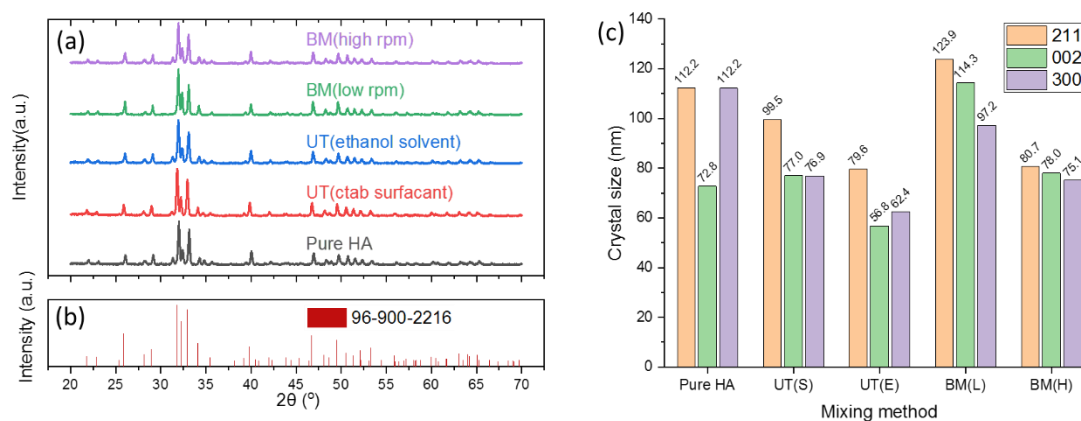 (a)
BM(high rpm)
BM(low rpm)
UT(ethanol solvent)
UT(ctab surfacant)
Pure HA
Intensity(a.u.)
(b)
96-900-2216
Intensity (a.u.)
20 25 30 35 40 45 50 55 60 65 70
2θ (°)
(c)
211
002
300
Crystal size (nm)
140
120
100
80
60
40
20
0
112.2 72.8 112.2
99.5 77.0 76.9
79.6 56.8 62.4
123.9 114.3 97.2
80.7 78.0 75.1
Pure HA UT(S) UT(E) BM(L) BM(H)
Mixing method